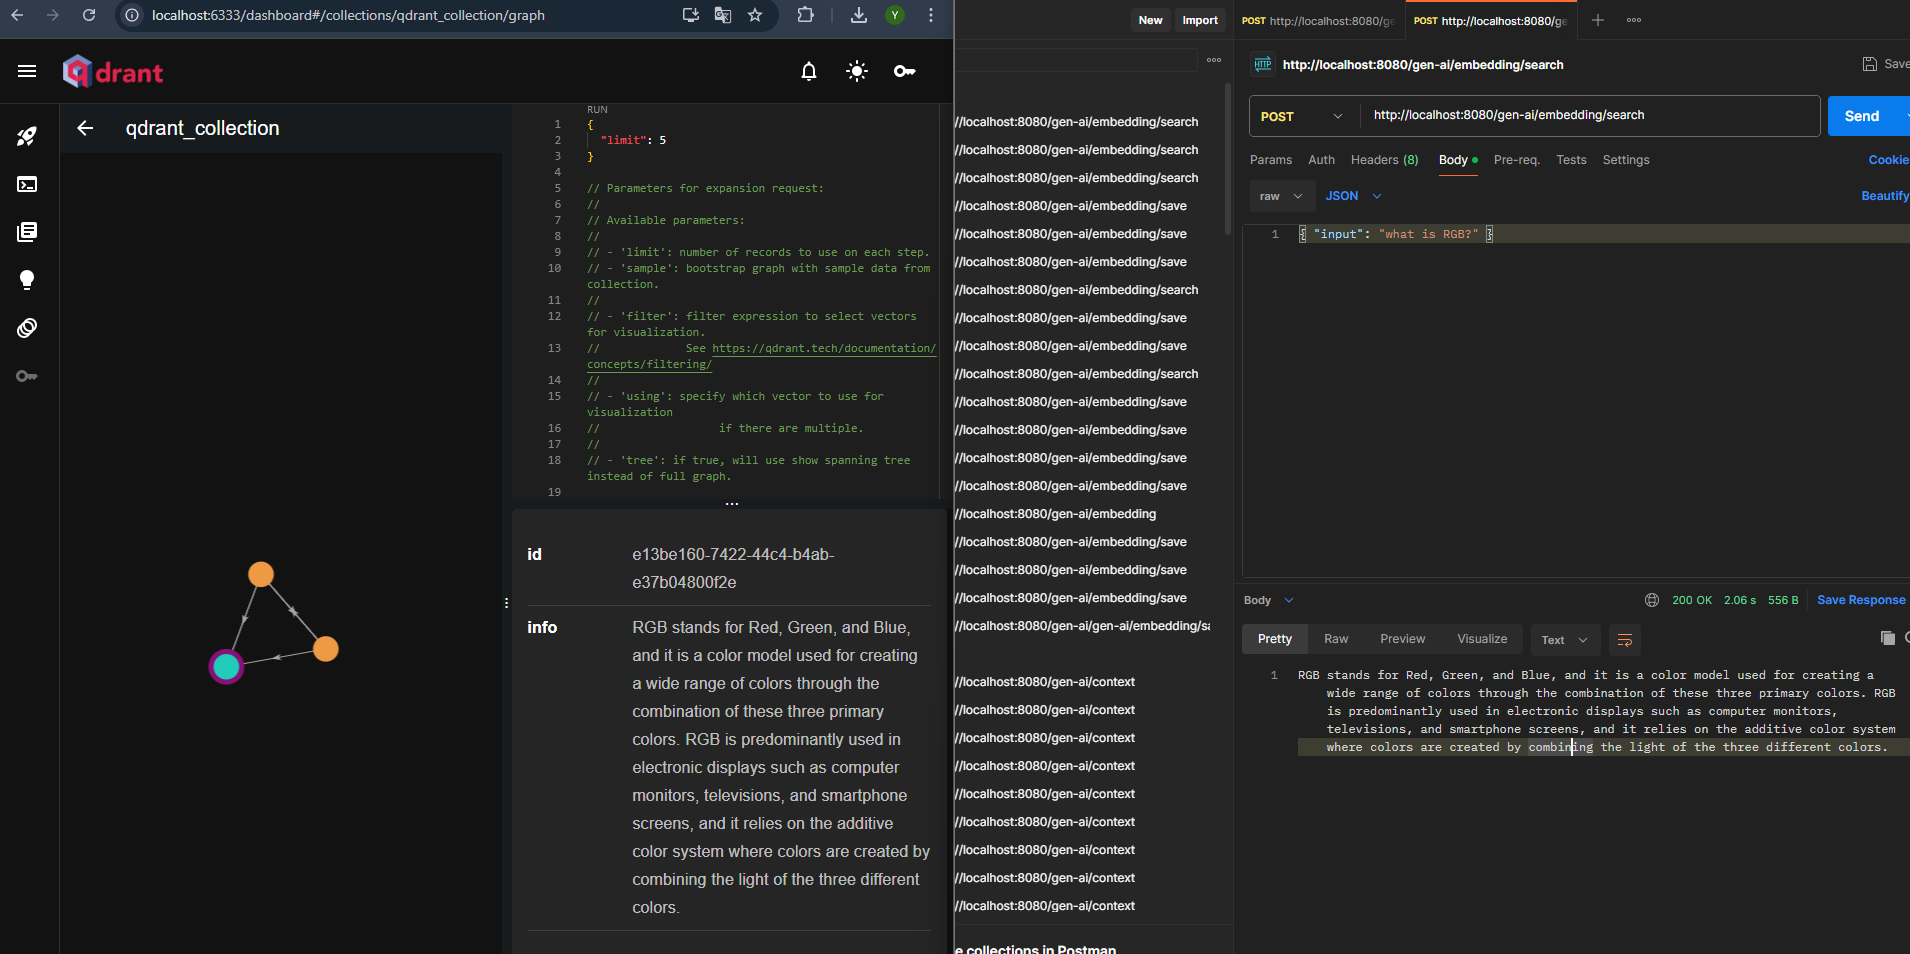 localhost:6333/dashboard#/collections/qdrant_collection/graph
Y
qdrant
qdrant_collection
RUN
1 {
2 "limit": 5
3 }
4
5 // Parameters for expansion request:
6 //
7 // Available parameters:
8 //
9 // - 'limit': number of records to use on each step.
10 // - 'sample': bootstrap graph with sample data from
collection.
11 //
12 // - 'filter': filter expression to select vectors
for visualization.
13 // See https://qdrant.tech/documentation/
concepts/filtering/
14 //
15 // - 'using': specify which vector to use for
visualization
16 // if there are multiple.
17 //
18 // - 'tree': if true, will use show spanning tree
instead of full graph.
19
id
e13be160-7422-44c4-b4ab-
e37b04800f2e
info
RGB stands for Red, Green, and Blue,
and it is a color model used for creating
a wide range of colors through the
combination of these three primary
colors. RGB is predominantly used in
electronic displays such as computer
monitors, televisions, and smartphone
screens, and it relies on the additive
color system where colors are created by
combining the light of the three different
colors.
New Import
//localhost:8080/gen-ai/embedding/search
//localhost:8080/gen-ai/embedding/search
//localhost:8080/gen-ai/embedding/search
//localhost:8080/gen-ai/embedding/save
//localhost:8080/gen-ai/embedding/save
//localhost:8080/gen-ai/embedding/save
//localhost:8080/gen-ai/embedding/search
//localhost:8080/gen-ai/embedding/save
//localhost:8080/gen-ai/embedding/save
//localhost:8080/gen-ai/embedding/search
//localhost:8080/gen-ai/embedding/save
//localhost:8080/gen-ai/embedding/save
//localhost:8080/gen-ai/embedding/save
//localhost:8080/gen-ai/embedding/save
//localhost:8080/gen-ai/embedding
//localhost:8080/gen-ai/embedding/save
//localhost:8080/gen-ai/embedding/save
//localhost:8080/gen-ai/embedding/save
//localhost:8080/gen-ai/gen-ai/embedding/sa
//localhost:8080/gen-ai/context
//localhost:8080/gen-ai/context
//localhost:8080/gen-ai/context
//localhost:8080/gen-ai/context
//localhost:8080/gen-ai/context
//localhost:8080/gen-ai/context
//localhost:8080/gen-ai/context
//localhost:8080/gen-ai/context
//localhost:8080/gen-ai/context
e collections in Postman
POST http://localhost:8080/ge POST http://localhost:8080/ge
HTTP http://localhost:8080/gen-ai/embedding/search Save
POST http://localhost:8080/gen-ai/embedding/search Send
Params Auth Headers (8) Body Pre-req. Tests Settings Cookie
raw JSON Beautify
1 { "input": "what is RGB?" }
Body 200 OK 2.06 s 556 B Save Response
Pretty Raw Preview Visualize Text
1 RGB stands for Red, Green, and Blue, and it is a color model used for creating a
wide range of colors through the combination of these three primary colors. RGB
is predominantly used in electronic displays such as computer monitors,
televisions, and smartphone screens, and it relies on the additive color system
where colors are created by combining the light of the three different colors.